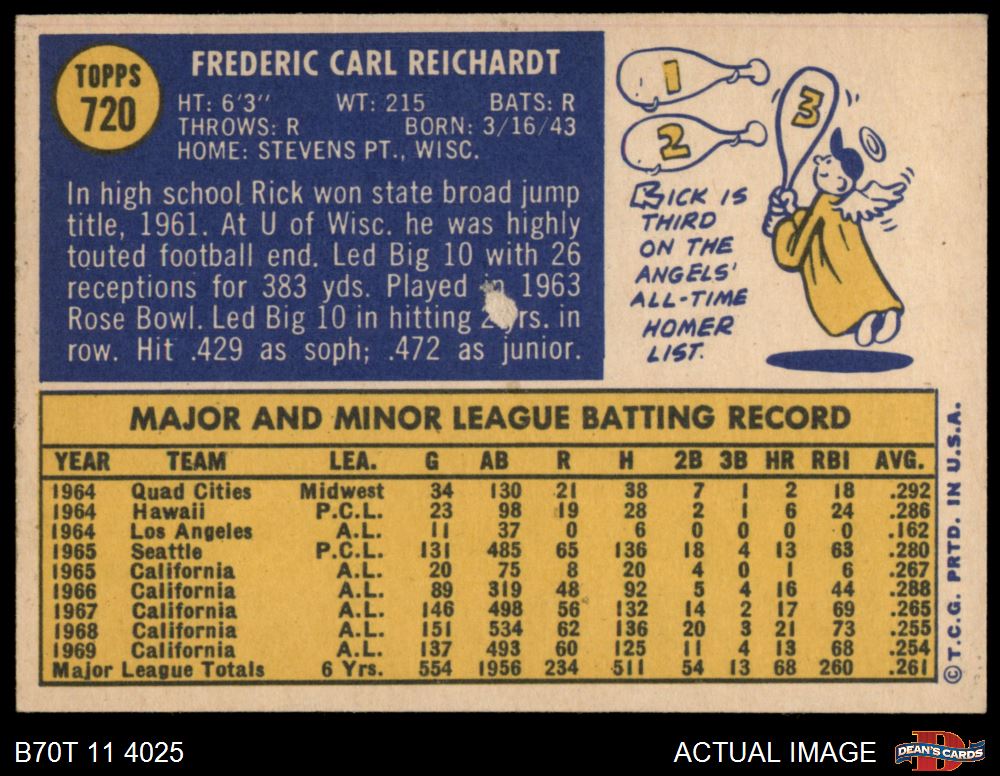 TOPPS
720
FREDERIC CARL REICHARDT
HT: 6'3" WT: 215 BATS: R
THROWS: R BORN: 3/16/43
HOME: STEVENS PT., WISC.
In high school Rick won state broad jump
title, 1961. At U of Wisc. he was highly
touted football end. Led Big 10 with 26
receptions for 383 yds. Played 1963
Rose Bowl. Led Big 10 in hitting 2 yrs. in
row. Hit .429 as soph; .472 as junior.
1
2
3
RICK IS
THIRD
ON THE
ANGELS'
ALL-TIME
HOMER
LIST.
MAJOR AND MINOR LEAGUE BATTING RECORD
YEAR TEAM LEA. G AB R H 2B 3B HR RBI AVG.
1964 Quad Cities Midwest 34 130 21 38 7 1 2 18 .292
1964 Hawaii P.C.L. 23 98 19 28 2 1 6 24 .286
1964 Los Angeles A.L. 11 37 0 6 0 0 0 0 .162
1965 Seattle P.C.L. 131 485 65 136 18 4 13 63 .280
1965 California A.L. 20 75 8 20 4 0 1 6 .267
1966 California A.L. 89 319 48 92 5 4 16 44 .288
1967 California A.L. 146 498 56 132 14 2 17 69 .265
1968 California A.L. 151 534 62 136 20 3 21 73 .255
1969 California A.L. 137 493 60 125 11 4 13 68 .254
Major League Totals 6 Yrs. 554 1956 234 511 54 13 68 260 .261
© T.C.G. PRTD. IN U.S.A.
B70T 11 4025
ACTUAL IMAGE
DEAN'S CARDS